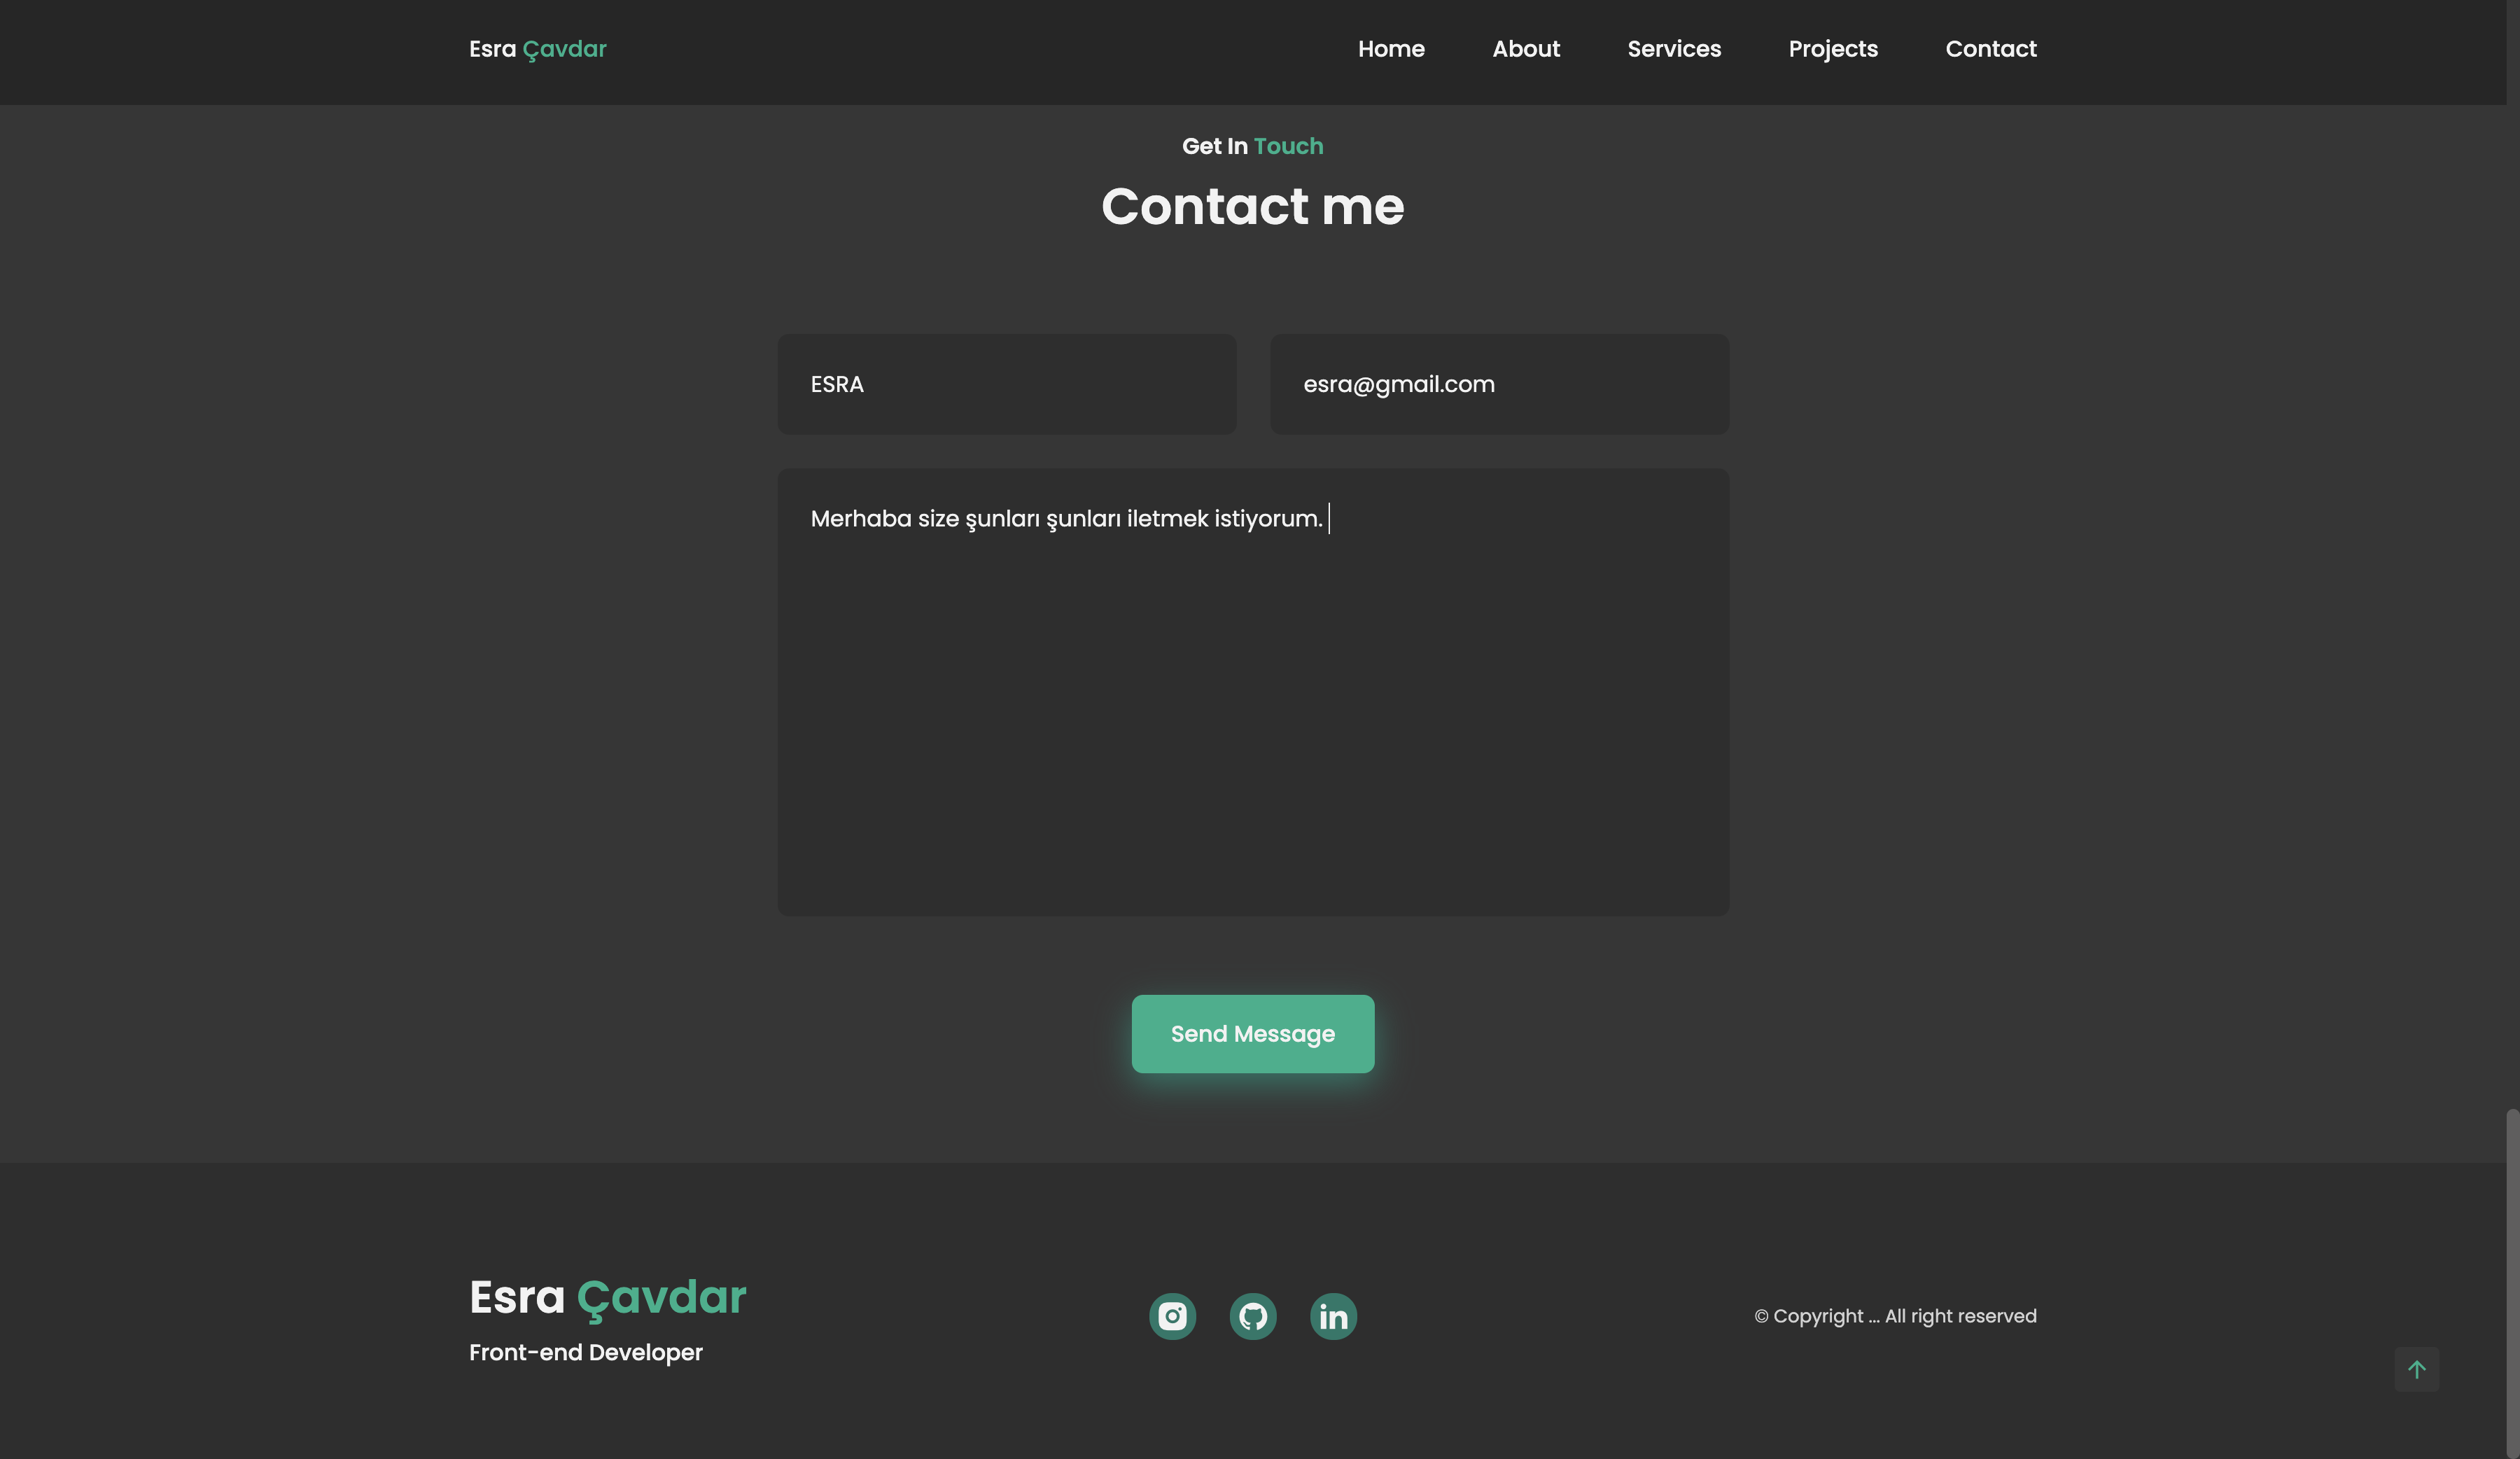 Esra Çavdar
Home About Services Projects Contact
Get In Touch
Contact me
ESRA
esra@gmail.com
Merhaba size şunları şunları iletmek istiyorum.
Send Message
Esra Çavdar
Front-end Developer
in
© Copyright ... All right reserved